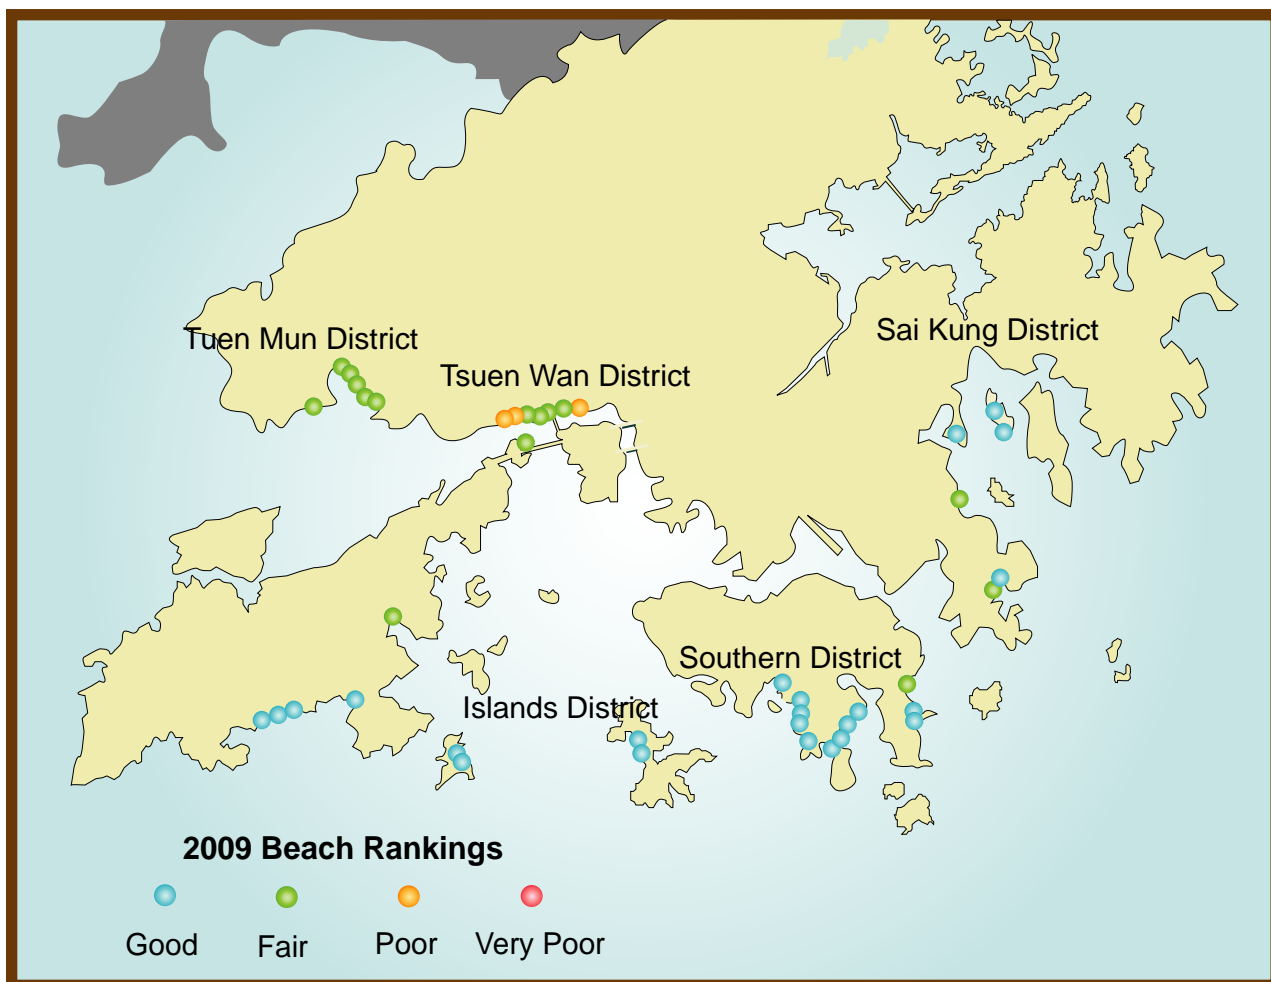 Sai Kung District
Tuen Mun District
Tsuen Wan District
Southern District
Islands District
2009 Beach Rankings
Good
Fair
Poor
Very Poor